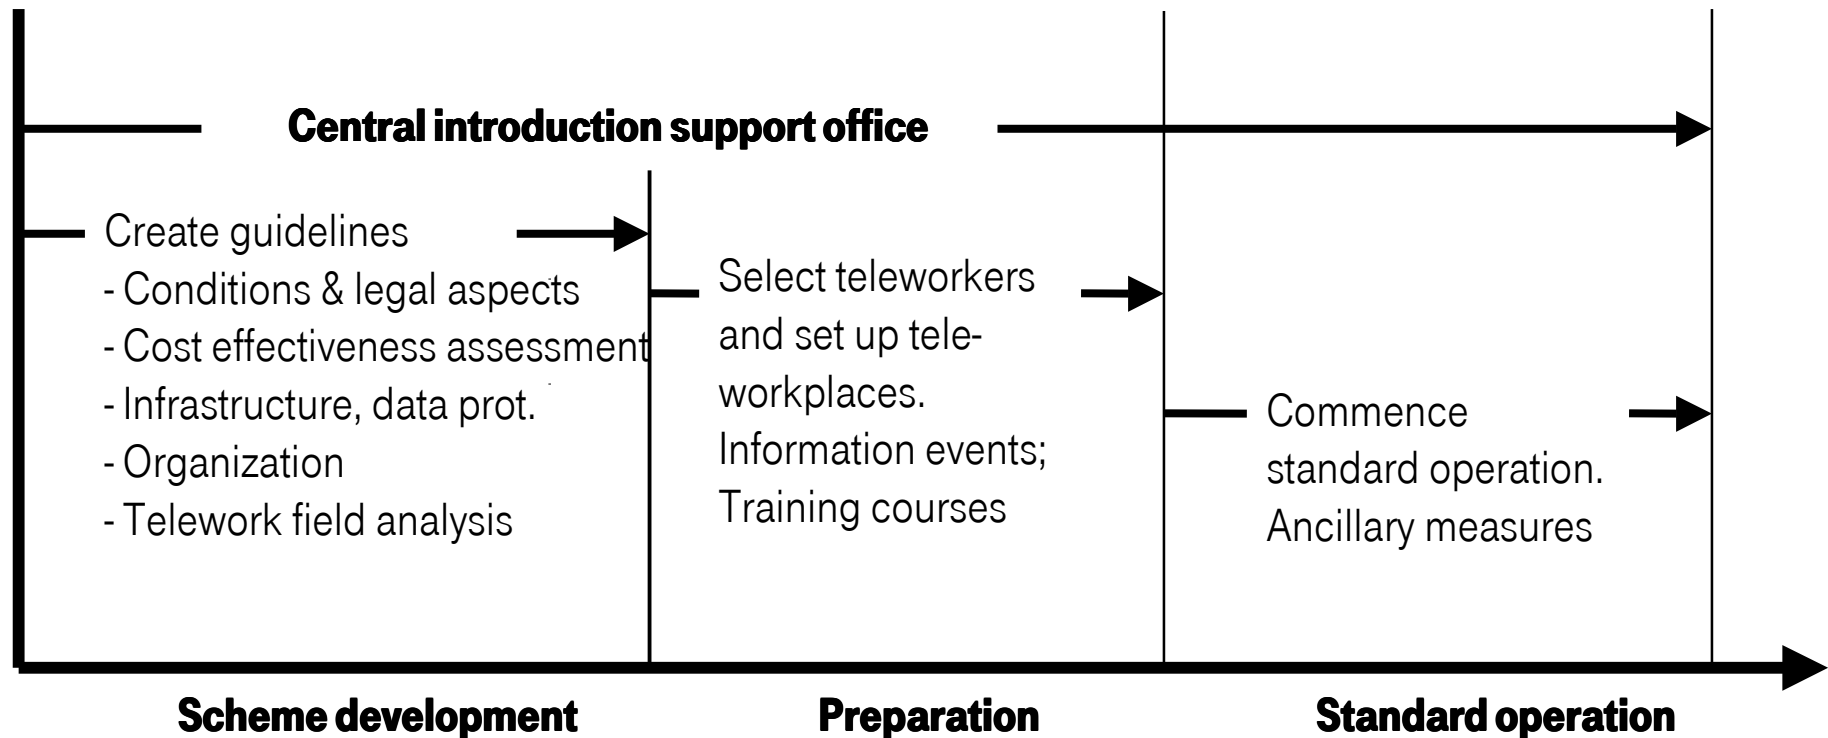 Central introduction support office
Create guidelines
- Conditions & legal aspects
- Cost effectiveness assessment
- Infrastructure, data prot.
- Organization
- Telework field analysis
Select teleworkers
and set up tele-
workplaces.
Information events;
Training courses
Commence
standard operation.
Ancillary measures
Scheme development
Preparation
Standard operation